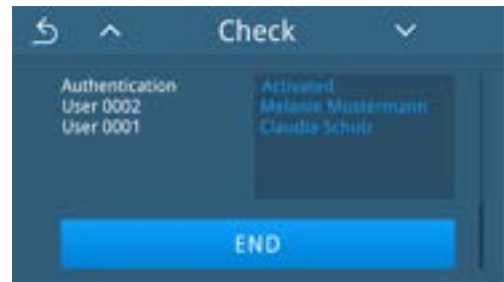 Check
Authentication Activated
User 0002 Melanie Mustermann
User 0001 Claudia Schulz
END